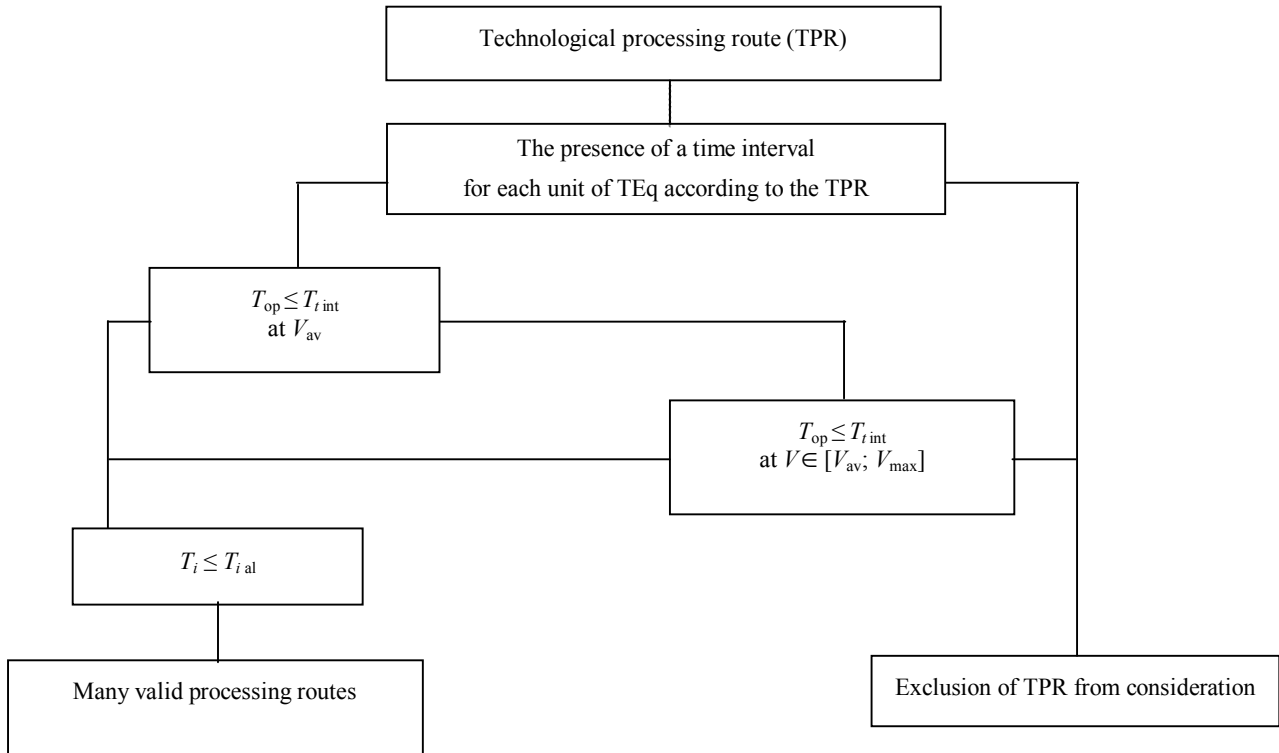 Technological processing route (TPR)
The presence of a time interval
for each unit of TEq according to the TPR
T_op ≤ T_t int
at V_av
T_op ≤ T_t int
at V ∈ [V_av; V_max]
T_i ≤ T_i al
Many valid processing routes
Exclusion of TPR from consideration